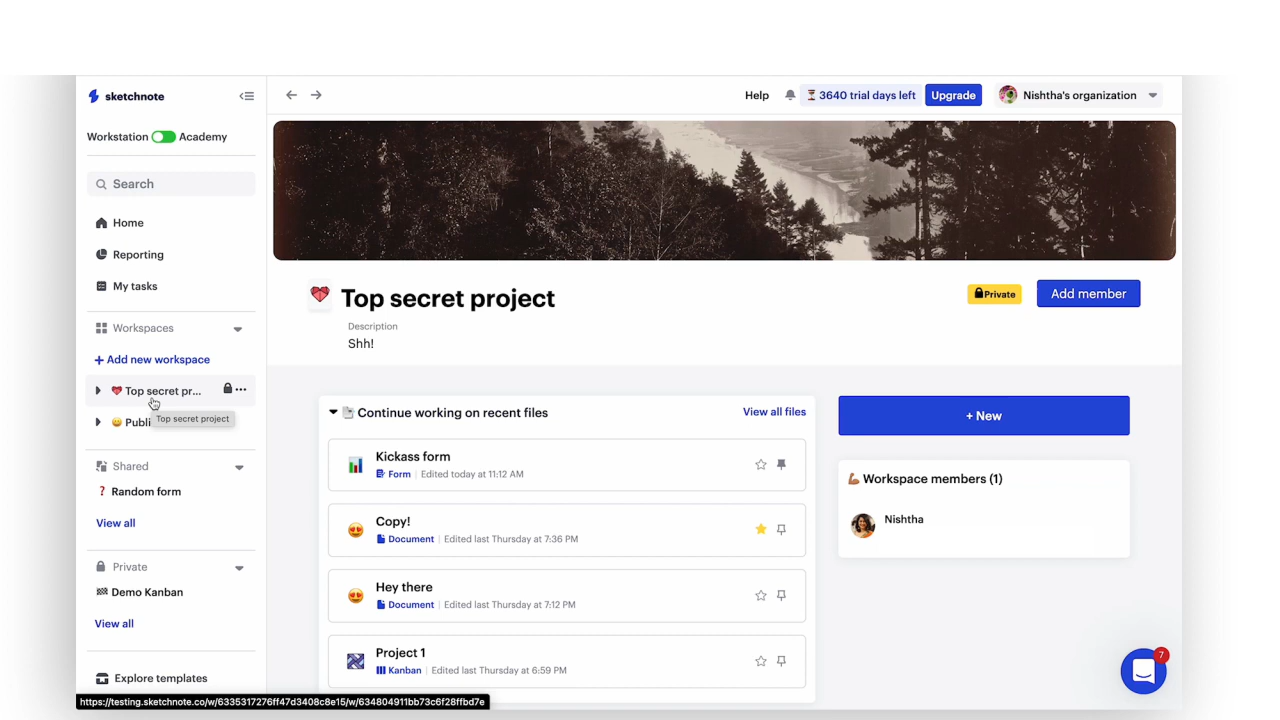 sketchnote
Help
3640 trial days left
Upgrade
Nishtha's organization
Workstation Academy
Search
Home
Reporting
My tasks
Workspaces
+ Add new workspace
Top secret pr...
Top secret project
Publi
Shared
? Random form
View all
Private
Demo Kanban
View all
Explore templates
Top secret project
Private
Add member
Description
Shh!
Continue working on recent files
View all files
Kickass form
Form | Edited today at 11:12 AM
Copy!
Document | Edited last Thursday at 7:36 PM
Hey there
Document | Edited last Thursday at 7:12 PM
Project 1
Kanban | Edited last Thursday at 6:59 PM
+ New
Workspace members (1)
Nishtha
7
https://testing.sketchnote.co/w/6335317276ff47d3408c8e15/w/634804911bb73c6f28ffbd7e